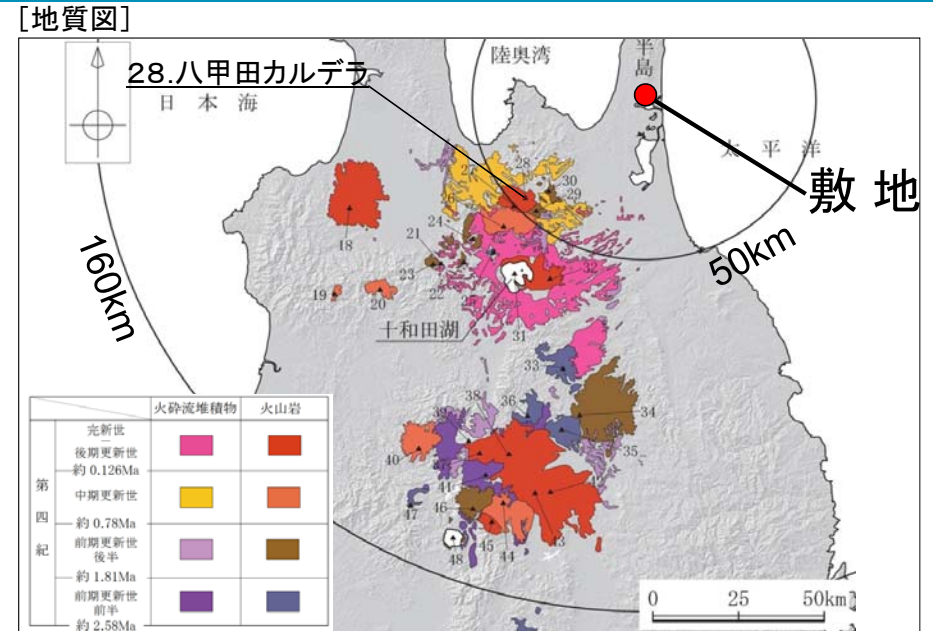 [地質図]
28.八甲田カルデラ
陸奥湾
半島
日本海
太平洋
敷地
160km
50km
28
27
26
30
29
24
21
18
23
22
25
32
19
20
十和田湖
31
33
34
38
36
39
35
40
41
47
46
48
45
44
43
火砕流堆積物 火山岩
第四紀
完新世
後期更新世
約 0.126Ma
中期更新世
約 0.78Ma
前期更新世
後半
約 1.81Ma
前期更新世
前半
約 2.58Ma
0 25 50km